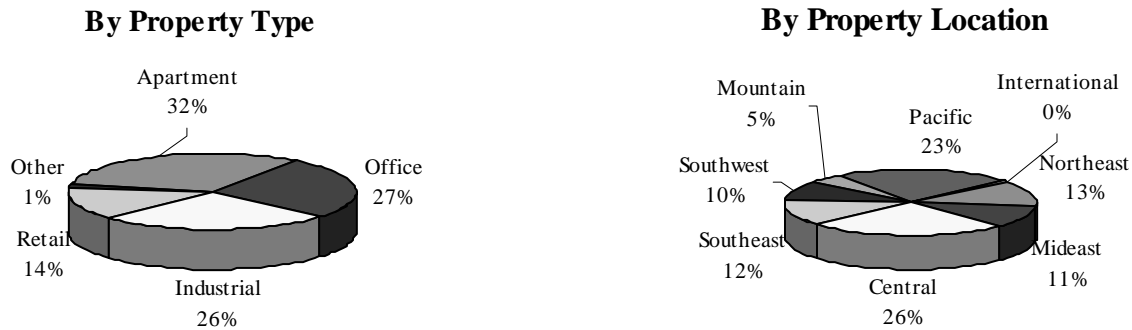 By Property Type
Apartment
32%
Office
27%
Industrial
26%
Retail
14%
Other
1%
By Property Location
International
0%
Northeast
13%
Mideast
11%
Central
26%
Southeast
12%
Southwest
10%
Mountain
5%
Pacific
23%